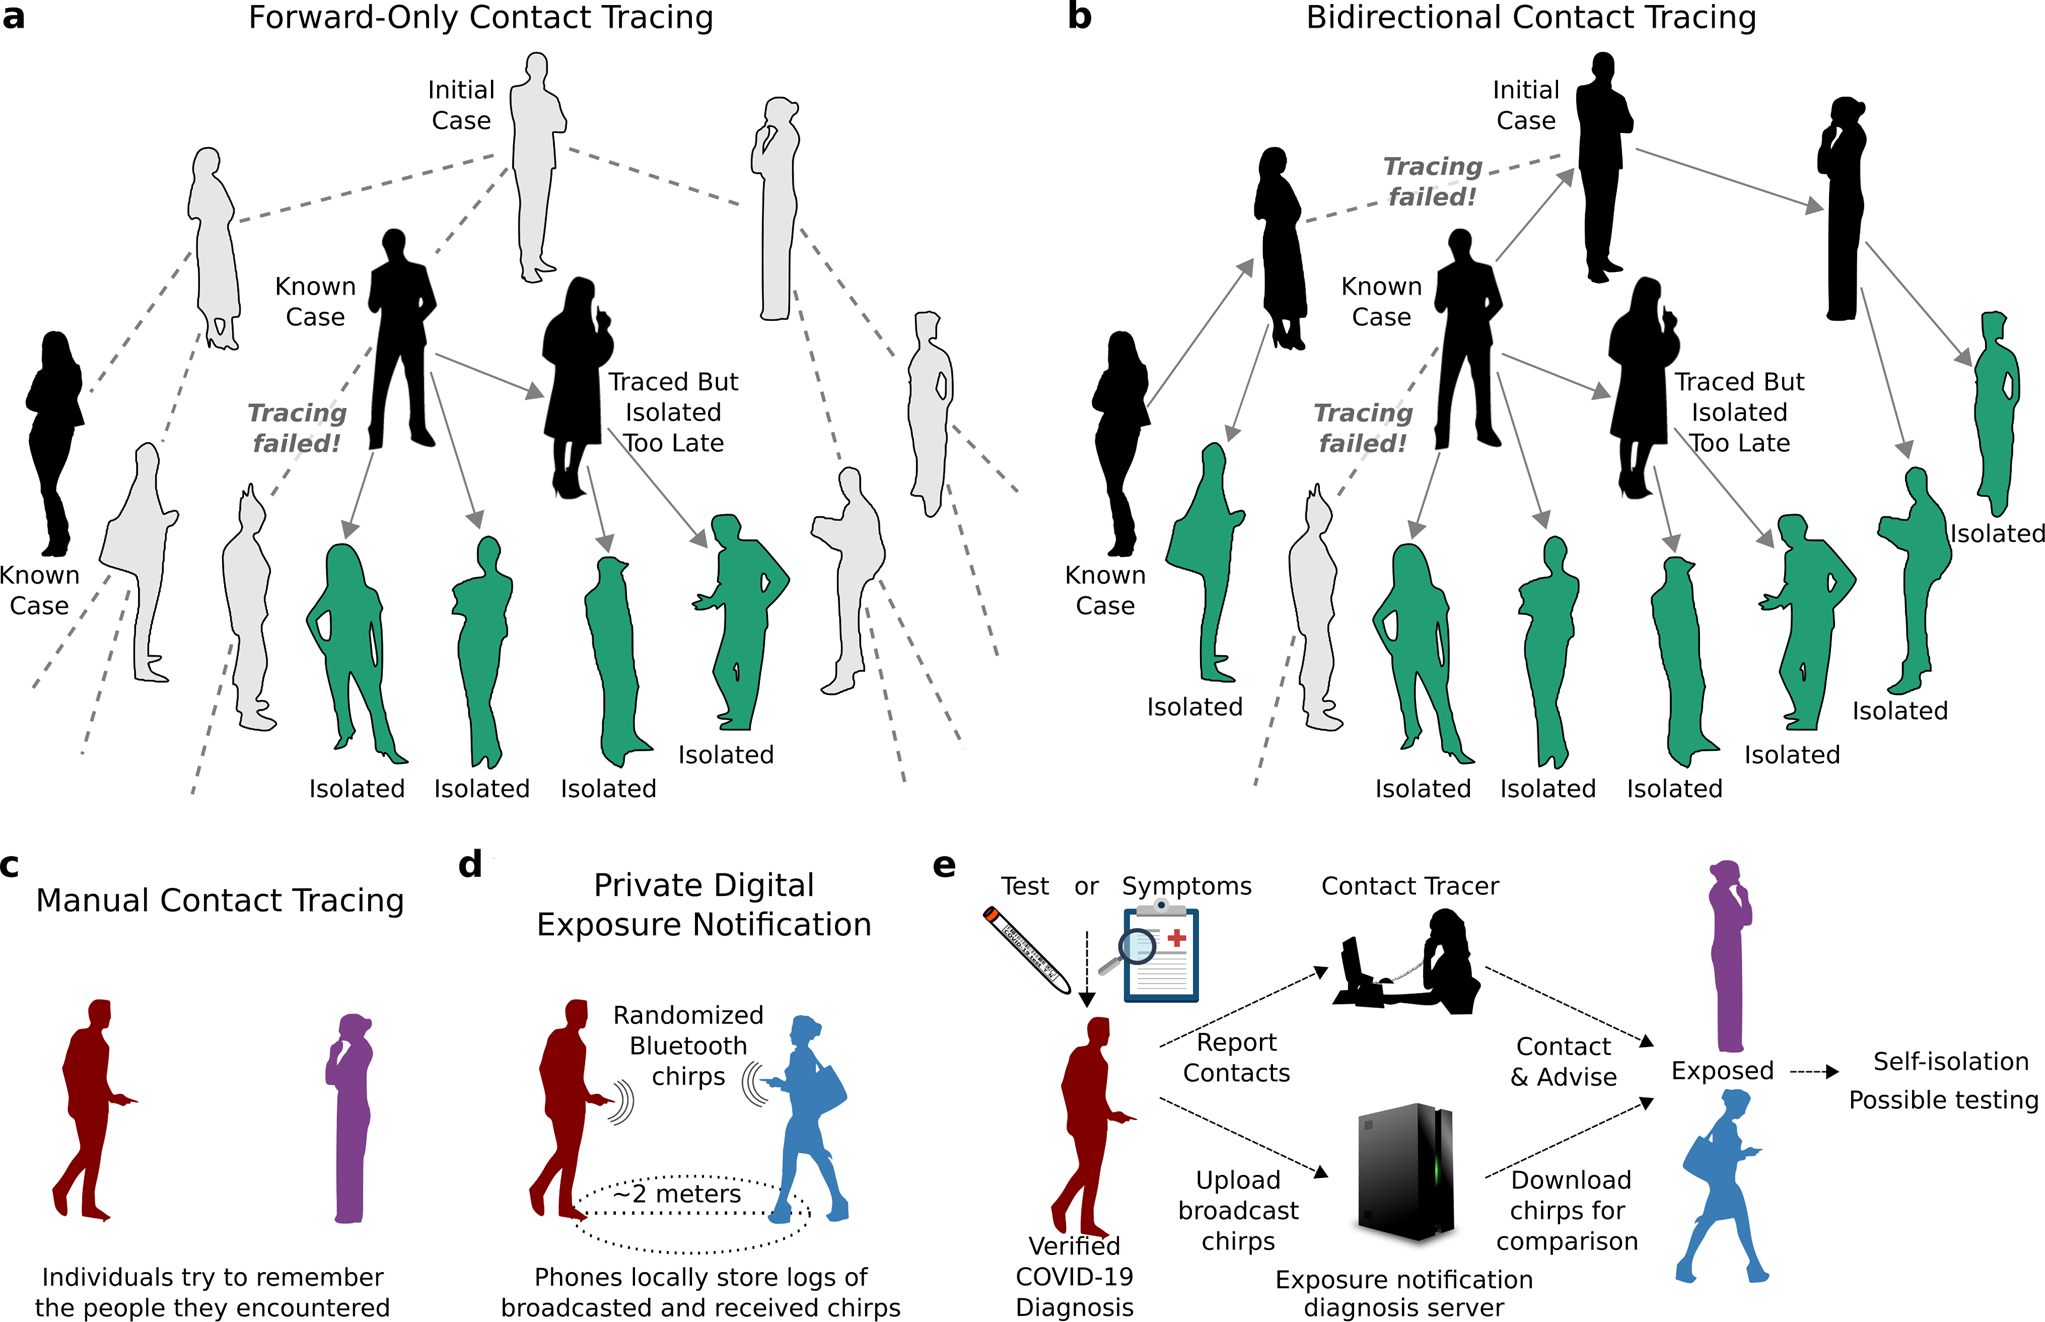 a
Forward-Only Contact Tracing
Initial
Case
Known
Case
Tracing
failed!
Traced But
Isolated
Too Late
Known
Case
Isolated
Isolated
Isolated
Isolated
b
Bidirectional Contact Tracing
Initial
Case
Tracing
failed!
Known
Case
Tracing
failed!
Traced But
Isolated
Too Late
Known
Case
Isolated
Isolated
Isolated
Isolated
Isolated
Isolated
Isolated
c
Manual Contact Tracing
Individuals try to remember
the people they encountered
d
Private Digital
Exposure Notification
Randomized
Bluetooth
chirps
~2 meters
Phones locally store logs of
broadcasted and received chirps
e
Test or Symptoms
Contact Tracer
Report
Contacts
Contact
& Advise
Exposed
Self-isolation
Possible testing
Upload
broadcast
chirps
Download
chirps for
comparison
Verified
COVID-19
Diagnosis
Exposure notification
diagnosis server